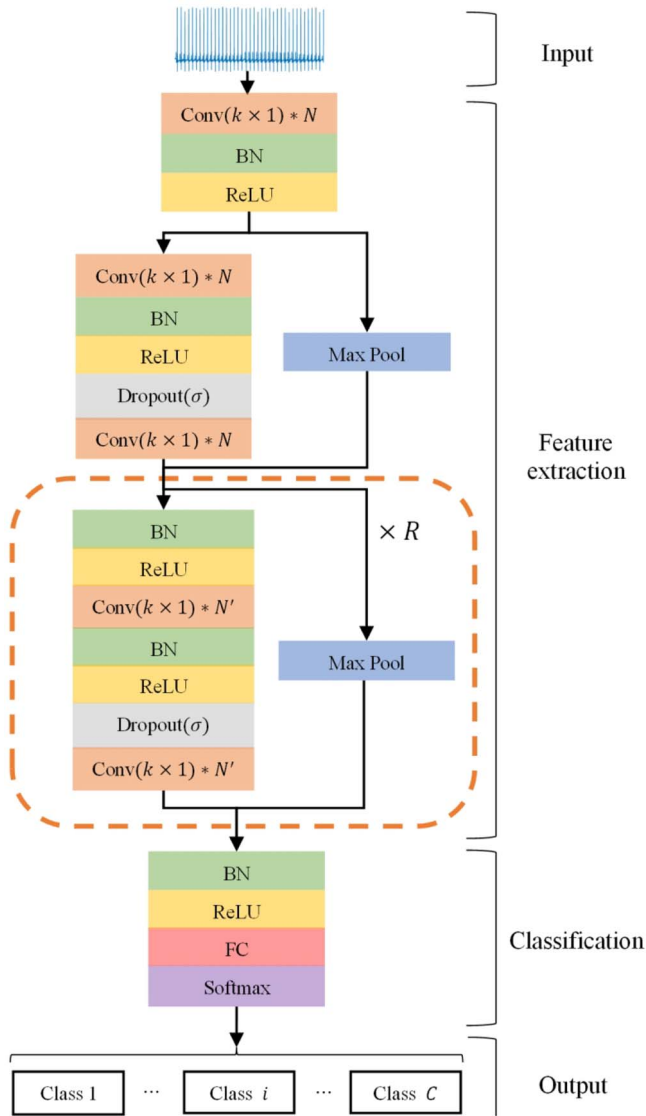 Input
Conv(k × 1) * N
BN
ReLU
Conv(k × 1) * N
BN
ReLU
Dropout(σ)
Conv(k × 1) * N
Max Pool
Feature
extraction
× R
BN
ReLU
Conv(k × 1) * N'
BN
ReLU
Dropout(σ)
Conv(k × 1) * N'
Max Pool
BN
ReLU
FC
Softmax
Classification
Class 1 ... Class i ... Class C
Output